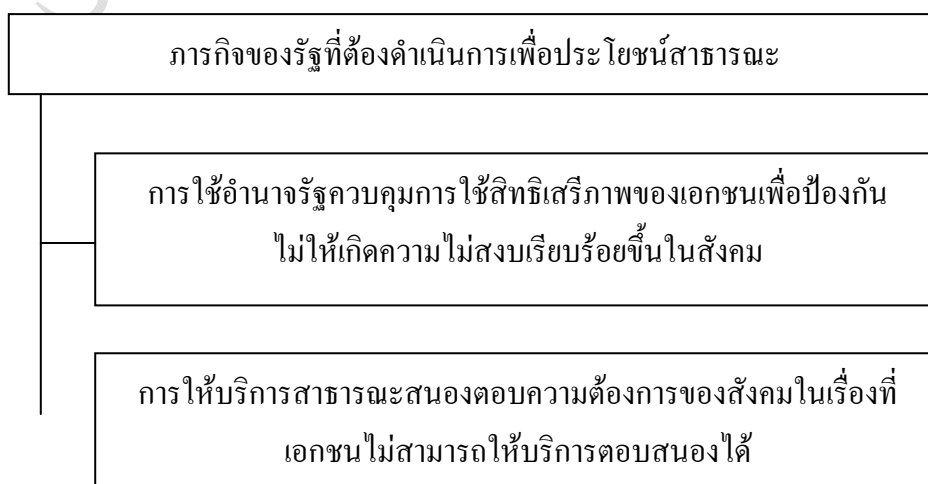 ภารกิจของรัฐที่ต้องดำเนินการเพื่อประโยชน์สาธารณะ
การใช้อำนาจรัฐควบคุมการใช้สิทธิเสรีภาพของเอกชนเพื่อป้องกัน
ไม่ให้เกิดความไม่สงบเรียบร้อยขึ้นในสังคม
การให้บริการสาธารณะสนองตอบความต้องการของสังคมในเรื่องที่
เอกชนไม่สามารถให้บริการตอบสนองได้